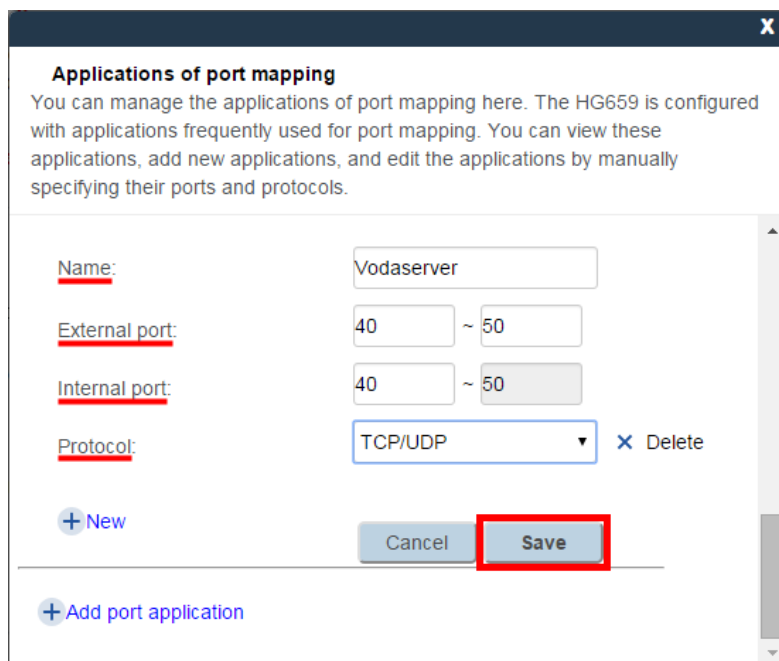 X
Applications of port mapping
You can manage the applications of port mapping here. The HG659 is configured
with applications frequently used for port mapping. You can view these
applications, add new applications, and edit the applications by manually
specifying their ports and protocols.
Name: Vodaserver
External port: 40 ~ 50
Internal port: 40 ~ 50
Protocol: TCP/UDP Delete
New
Cancel Save
Add port application